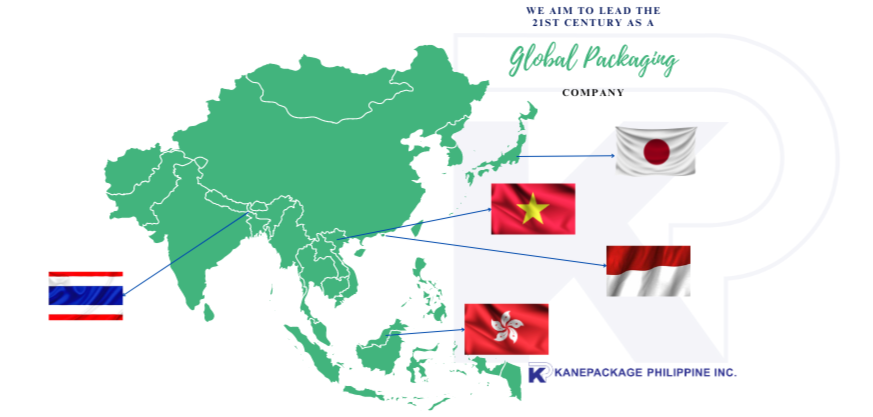 WE AIM TO LEAD THE
21ST CENTURY AS A
Global Packaging
COMPANY
KANEPACKAGE PHILIPPINE INC.